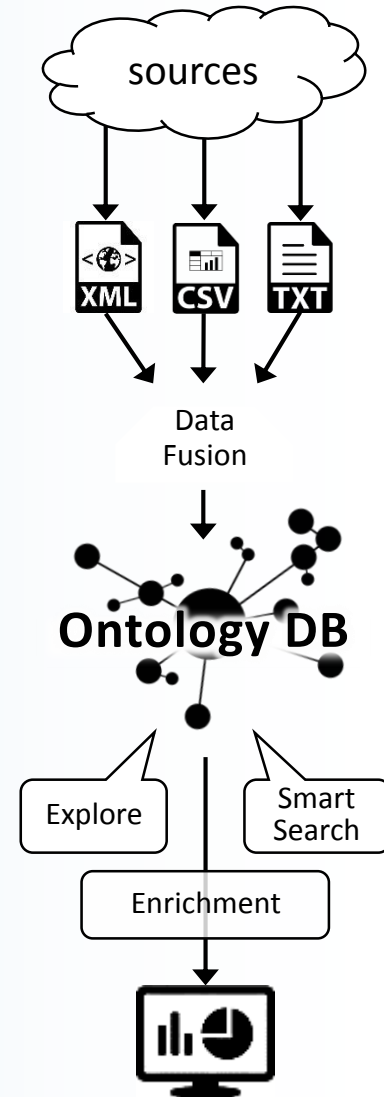 sources
<  >
XML
CSV
TXT
Data
Fusion
Ontology DB
Explore
Smart
Search
Enrichment